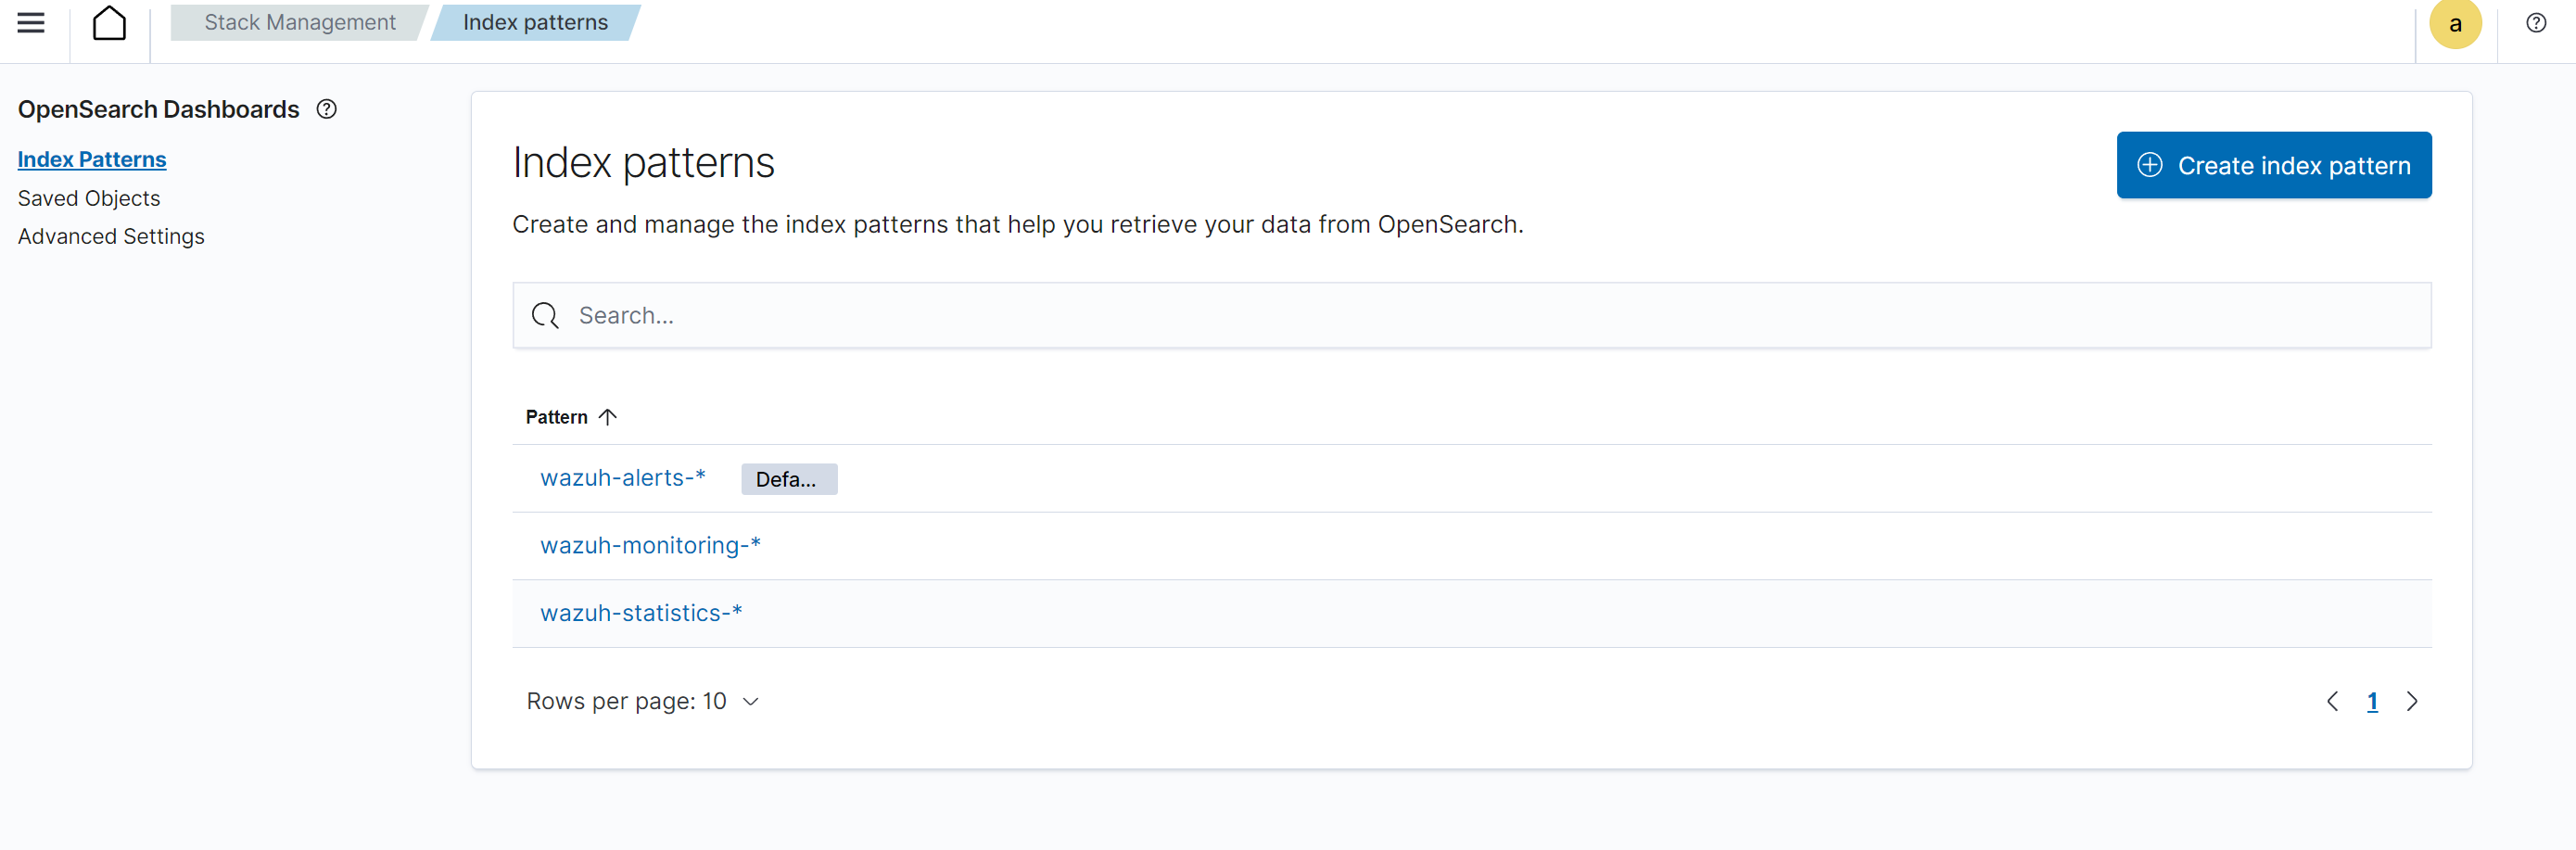 Stack Management
Index patterns
a
OpenSearch Dashboards
Index Patterns
Saved Objects
Advanced Settings
Index patterns
Create index pattern
Create and manage the index patterns that help you retrieve your data from OpenSearch.
Search...
Pattern
wazuh-alerts-* Defa...
wazuh-monitoring-*
wazuh-statistics-*
Rows per page: 10
1